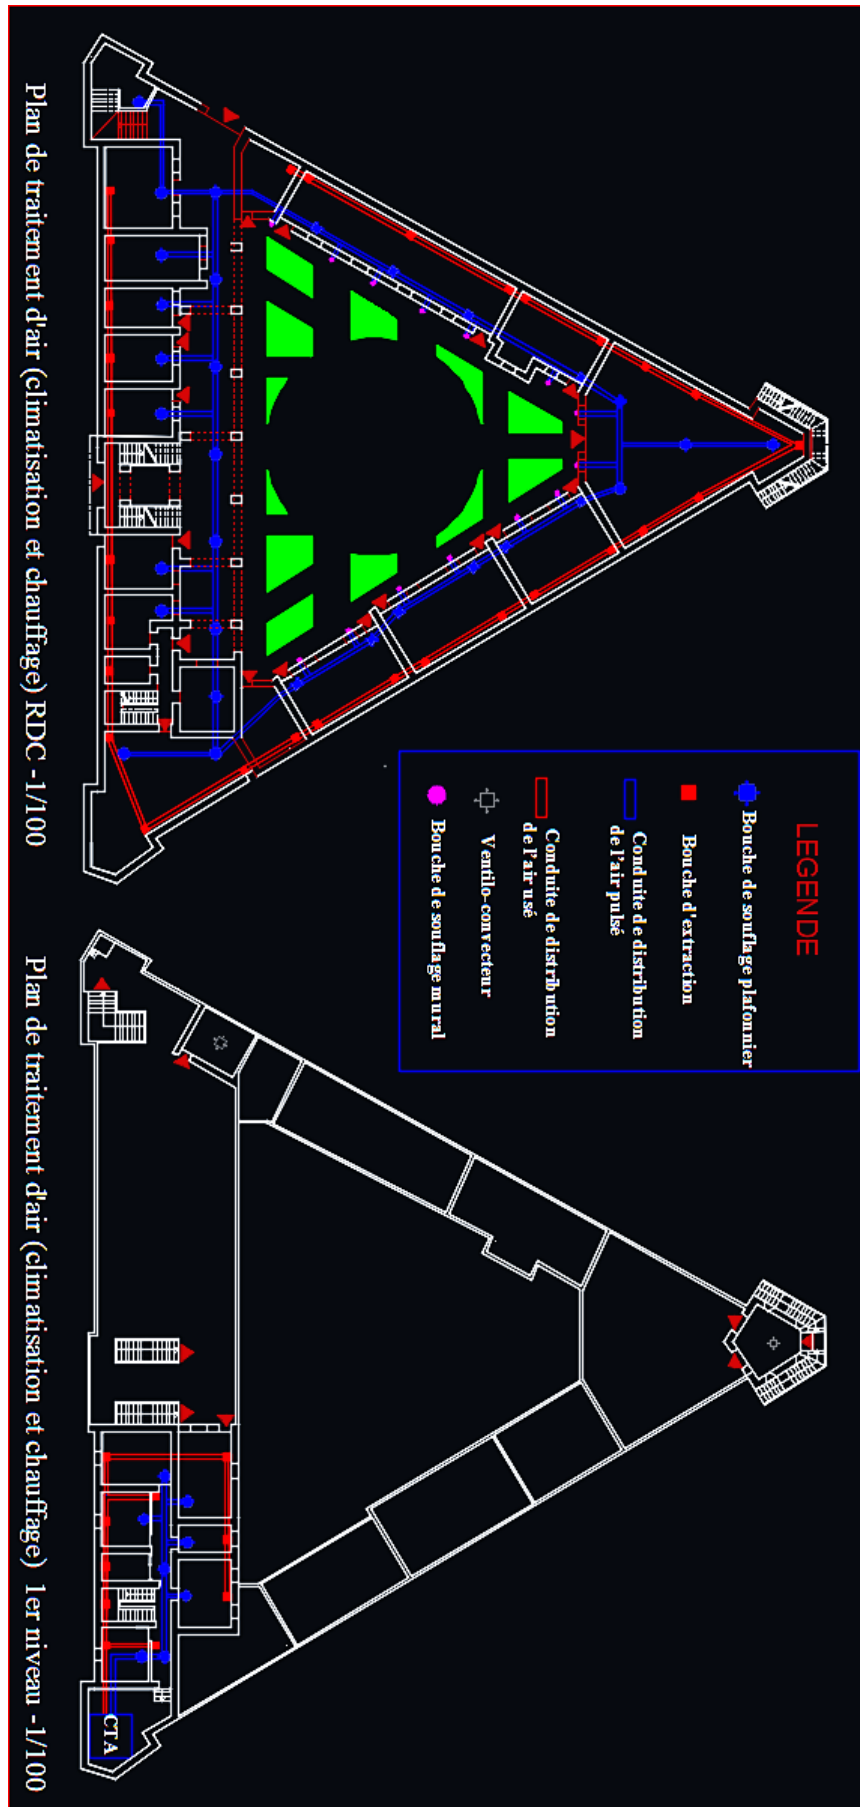 Plan de traitement d'air (climatisation et chauffage) RDC -1/100
LEGENDE
Bouche de souflage plafonnier
Bouche d'extraction
Conduite de distribution
de l'air pulsé
Conduite de distribution
de l'air usé
Ventilo-convecteur
Bouche de souflage mural
Plan de traitement d'air (climatisation et chauffage) 1er niveau -1/100
CTA